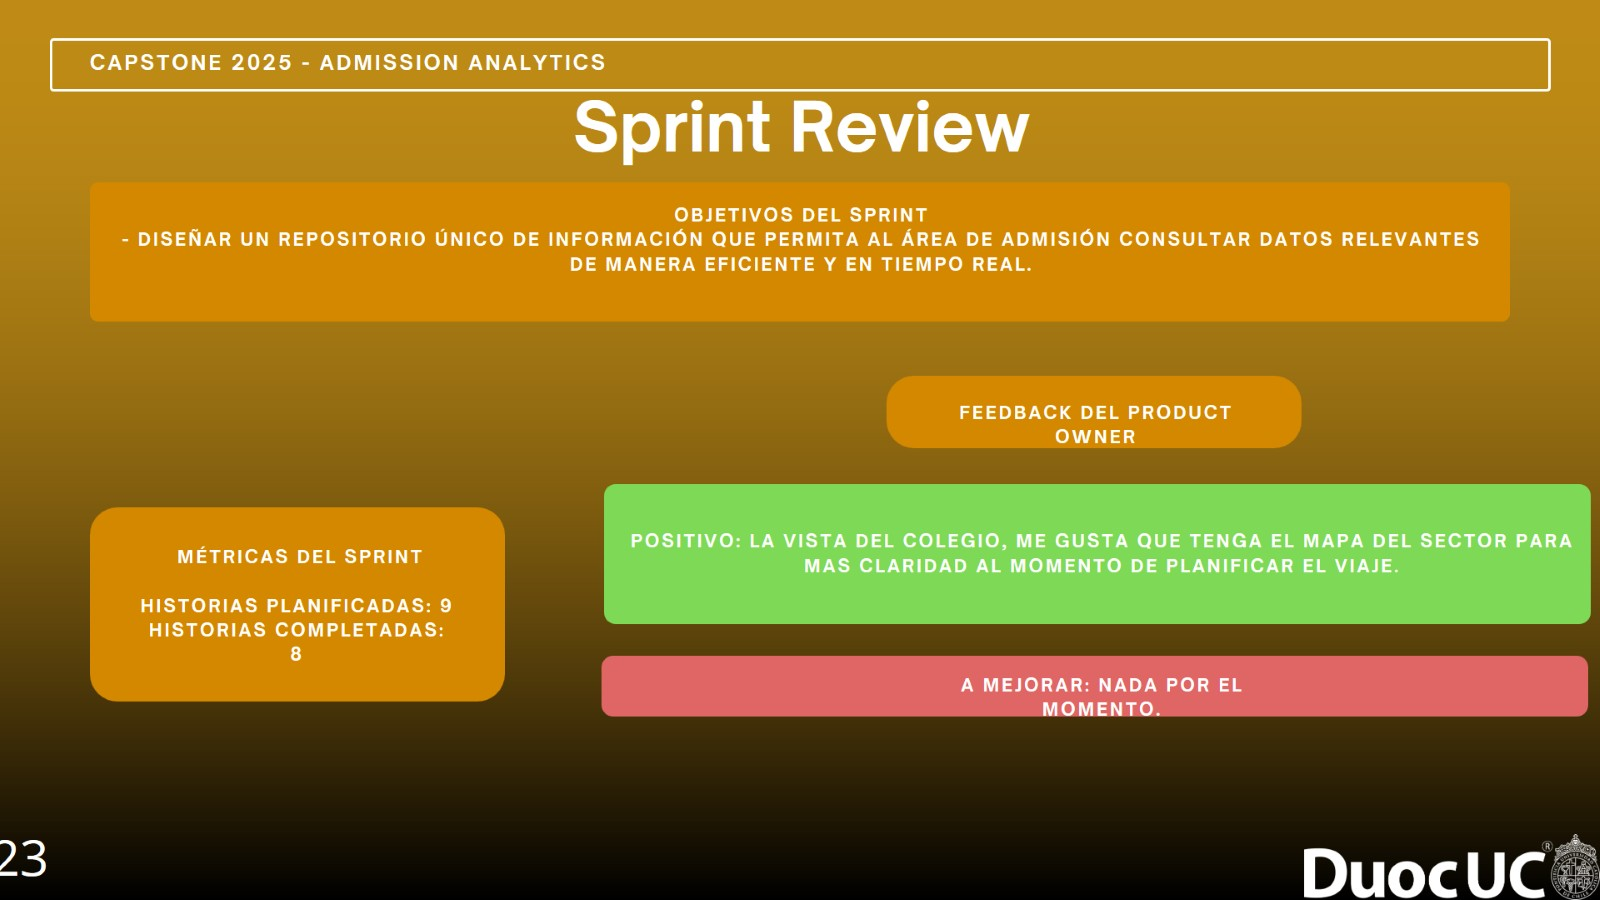 CAPSTONE 2025 - ADMISSION ANALYTICS
Sprint Review
OBJETIVOS DEL SPRINT
- DISEÑAR UN REPOSITORIO ÚNICO DE INFORMACIÓN QUE PERMITA AL ÁREA DE ADMISIÓN CONSULTAR DATOS RELEVANTES
DE MANERA EFICIENTE Y EN TIEMPO REAL.
FEEDBACK DEL PRODUCT
OWNER
MÉTRICAS DEL SPRINT
HISTORIAS PLANIFICADAS: 9
HISTORIAS COMPLETADAS:
8
POSITIVO: LA VISTA DEL COLEGIO, ME GUSTA QUE TENGA EL MAPA DEL SECTOR PARA
MAS CLARIDAD AL MOMENTO DE PLANIFICAR EL VIAJE.
A MEJORAR: NADA POR EL
MOMENTO.
23
Duoc UC®